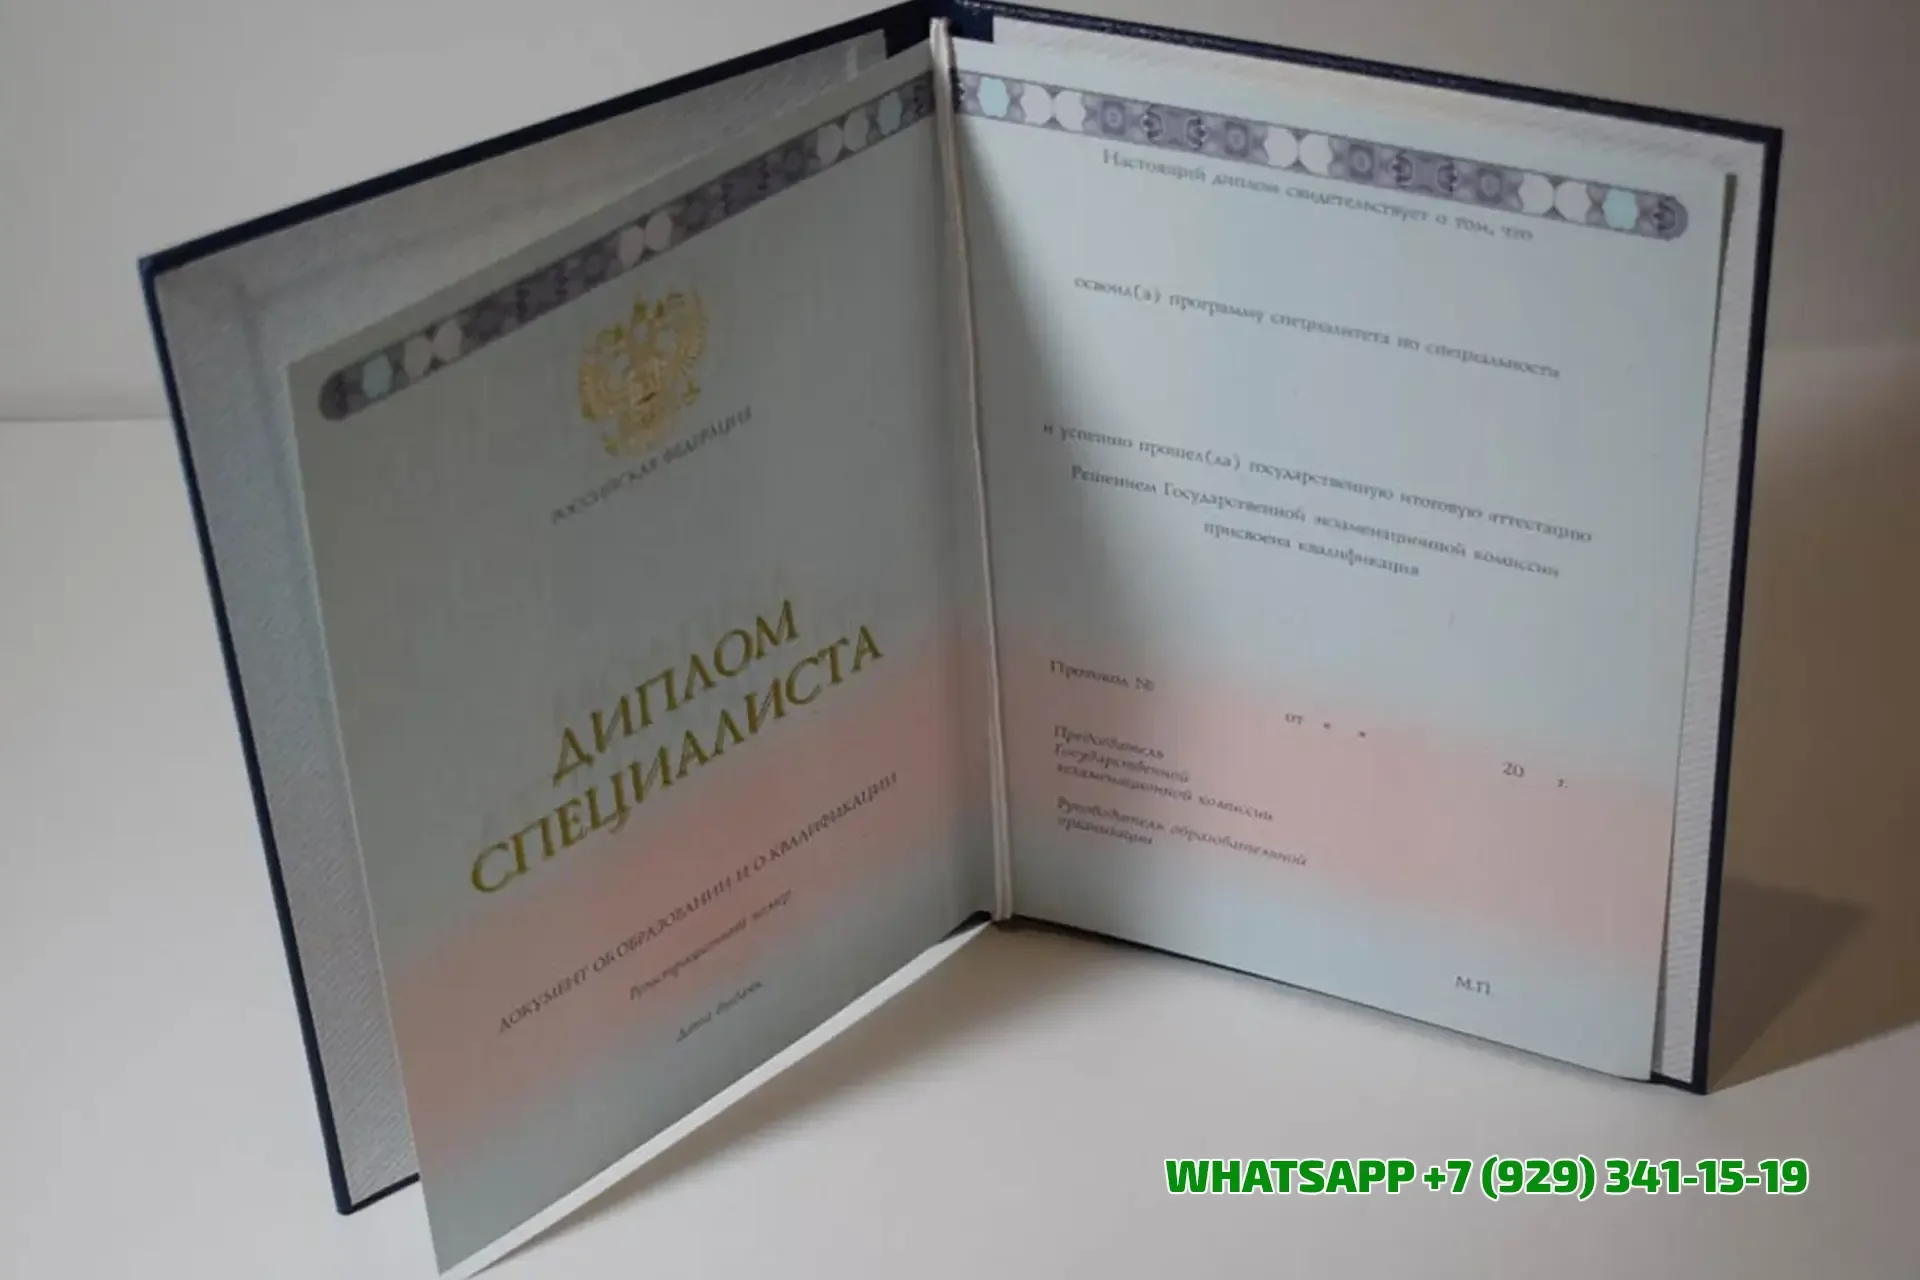 РОССИЙСКАЯ ФЕДЕРАЦИЯ
ДИПЛОМ
СПЕЦИАЛИСТА
ДОКУМЕНТ ОБ ОБРАЗОВАНИИ И О КВАЛИФИКАЦИИ
Регистрационный номер
Дата выдачи
Настоящий диплом свидетельствует о том, что
освоил(а) программу специалитета по специальности
и успешно прошел(ла) государственную итоговую аттестацию
Решением Государственной экзаменационной комиссии
присвоена квалификация
Протокол №
от « »
20 г.
Председатель
Государственной
экзаменационной комиссии
Руководитель образовательной
организации
М.П.
WHATSAPP +7 (929) 341-15-19